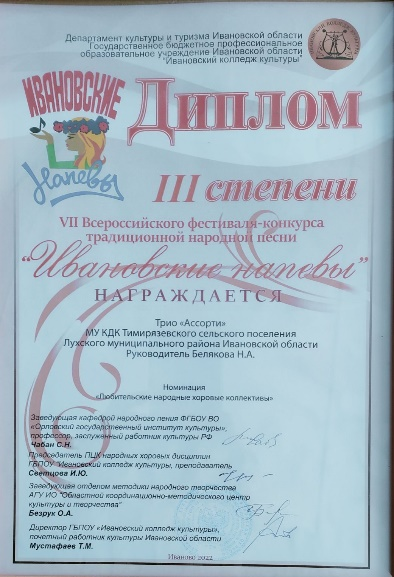 Департамент культуры и туризма Ивановской области
Государственное бюджетное профессиональное
образовательное учреждение Ивановской области
"Ивановский колледж культуры"
ИВАНОВСКИЕ
Напевы
Диплом
III степени
VII Всероссийского фестиваля-конкурса
традиционной народной песни
"Ивановские напевы"
НАГРАЖДАЕТСЯ
Трио «Ассорти»
МУ КДК Тимирязевского сельского поселения
Лухского муниципального района Ивановской области
Руководитель Белякова Н.А.
Номинация
«Любительские народные хоровые коллективы»
Заведующая кафедрой народного пения ФГБОУ ВО
«Орловский государственный институт культуры»,
профессор, заслуженный работник культуры РФ
Чабан С.Н.
Председатель ПЦК народных хоровых дисциплин
ГБПОУ "Ивановский колледж культуры, преподаватель
Светцова И.Ю.
Заведующая отделом методики народного творчества
АГУ ИО "Областной координационно-методический центр
культуры и творчества"
Безрук О.А.
Директор ГБПОУ «Ивановский колледж культуры»,
почетный работник культуры Ивановской области
Мустафаев Т.М.
Иваново 2022